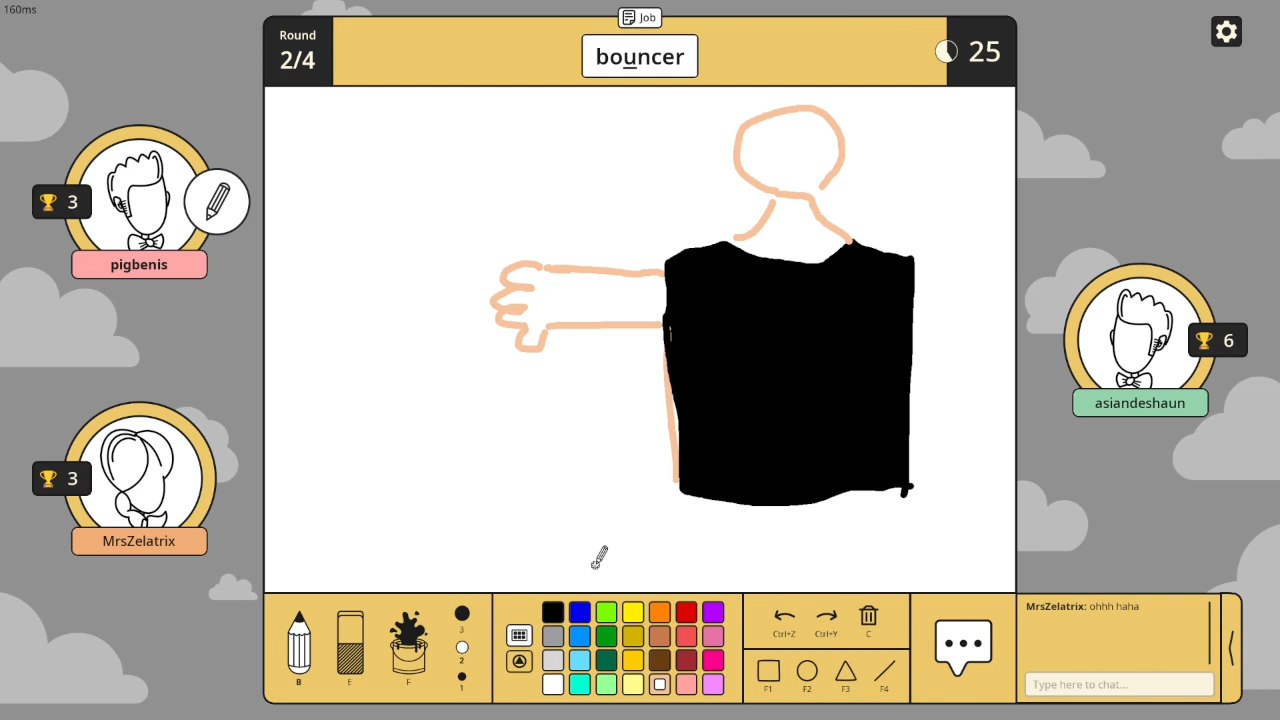 160ms
Job
Round
2/4
bouncer
25
3
pigbenis
3
MrsZelatrix
6
asiandeshaun
MrsZelatrix: ohhh haha
Type here to chat...
B
E
F
3
2
1
Ctrl+Z
Ctrl+Y
C
F1
F2
F3
F4